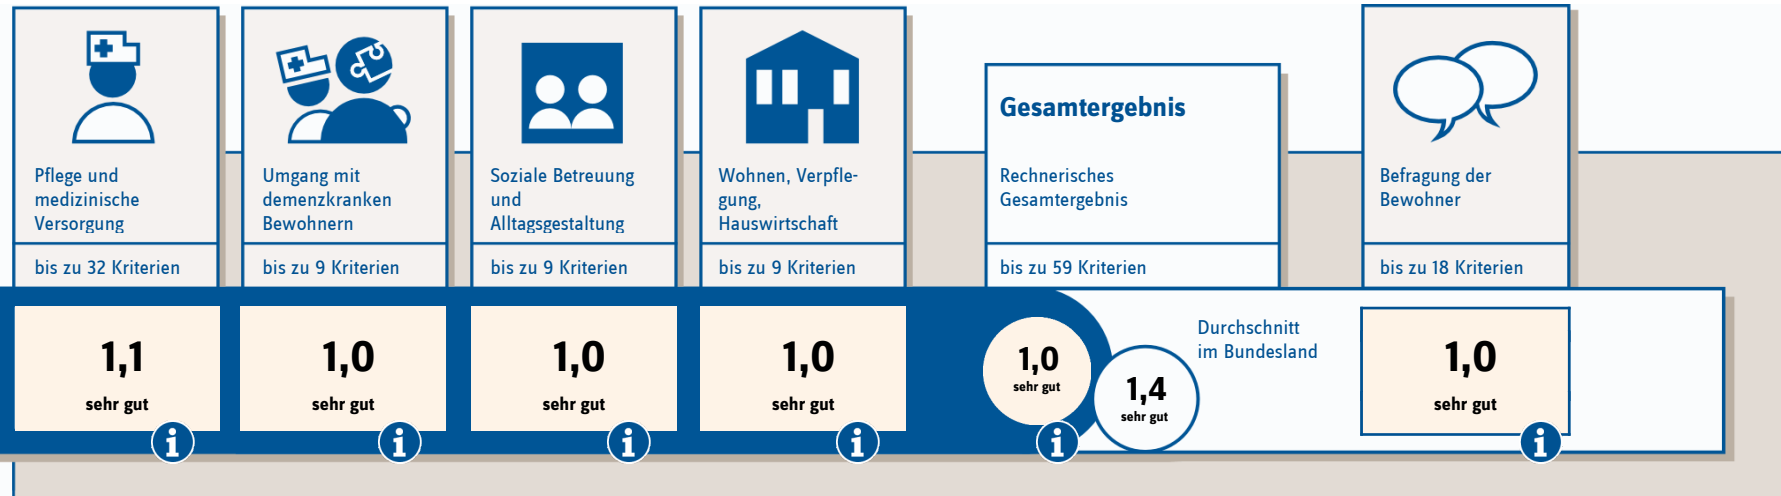 Pflege und
medizinische
Versorgung
bis zu 32 Kriterien
1,1
sehr gut
Umgang mit
demenzkranken
Bewohnern
bis zu 9 Kriterien
1,0
sehr gut
Soziale Betreuung
und
Alltagsgestaltung
bis zu 9 Kriterien
1,0
sehr gut
Wohnen, Verpfle-
gung,
Hauswirtschaft
bis zu 9 Kriterien
1,0
sehr gut
Gesamtergebnis
Rechnerisches
Gesamtergebnis
bis zu 59 Kriterien
1,0
sehr gut
1,4
sehr gut
Durchschnitt
im Bundesland
Befragung der
Bewohner
bis zu 18 Kriterien
1,0
sehr gut
i
i
i
i
i
i